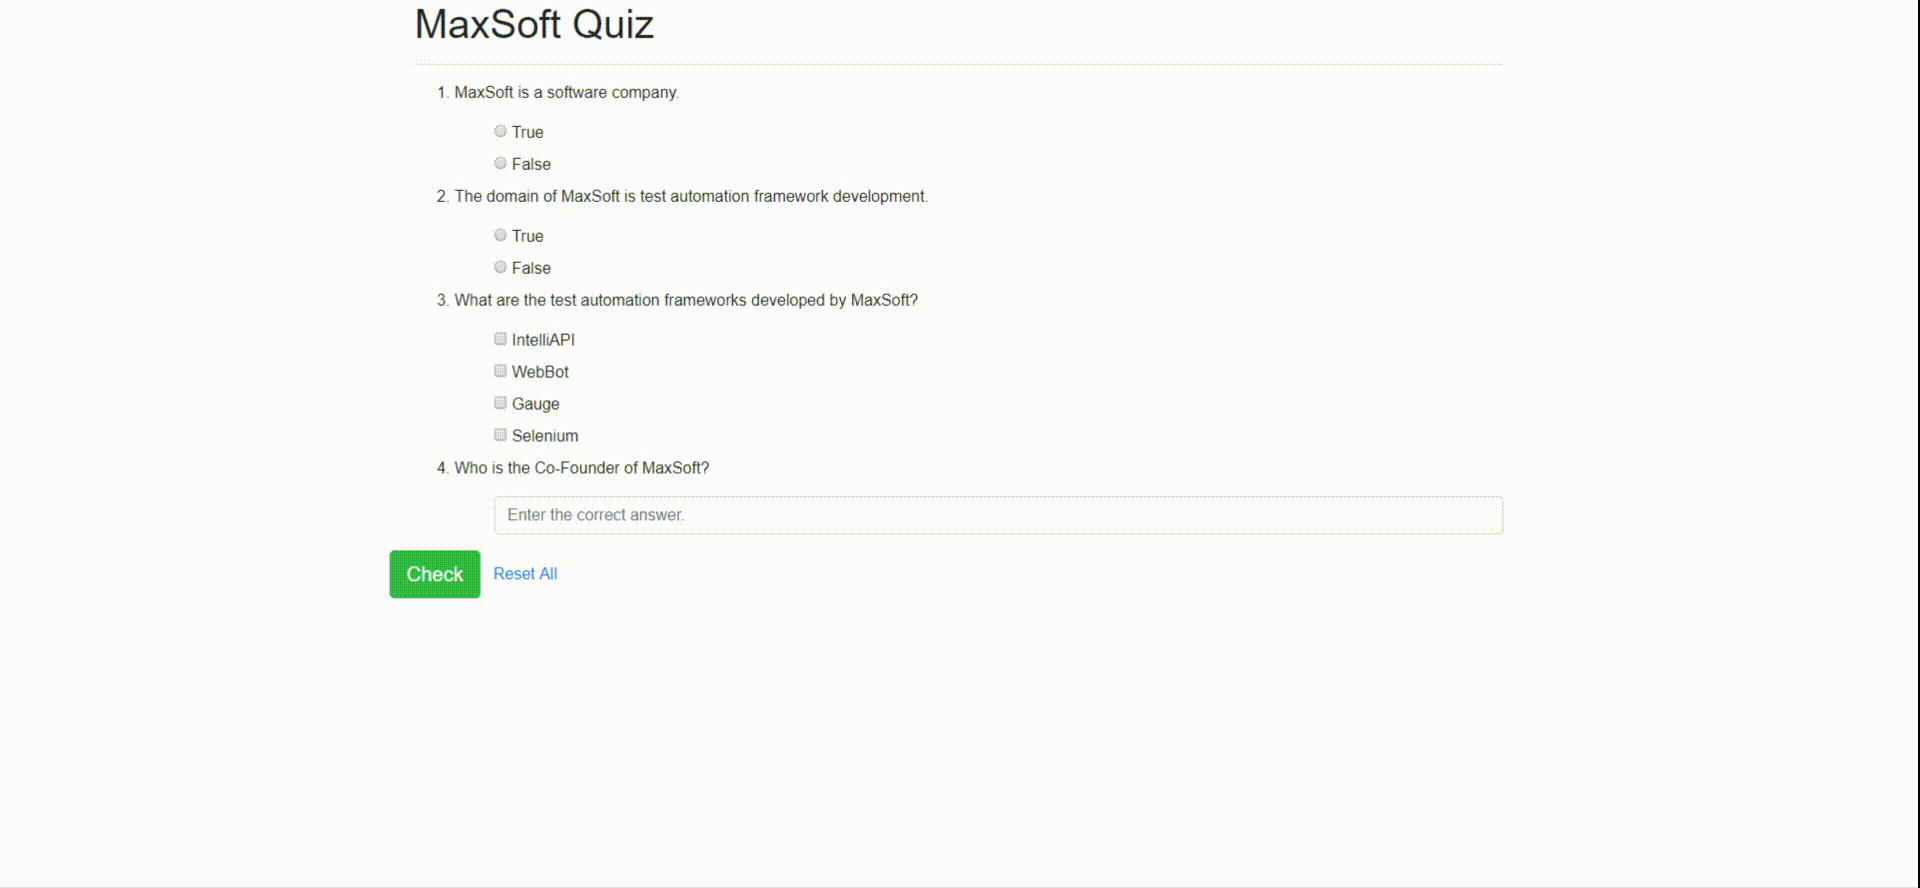 MaxSoft Quiz
1. MaxSoft is a software company.
True
False
2. The domain of MaxSoft is test automation framework development.
True
False
3. What are the test automation frameworks developed by MaxSoft?
IntelliAPI
WebBot
Gauge
Selenium
4. Who is the Co-Founder of MaxSoft?
Enter the correct answer.
Check Reset All